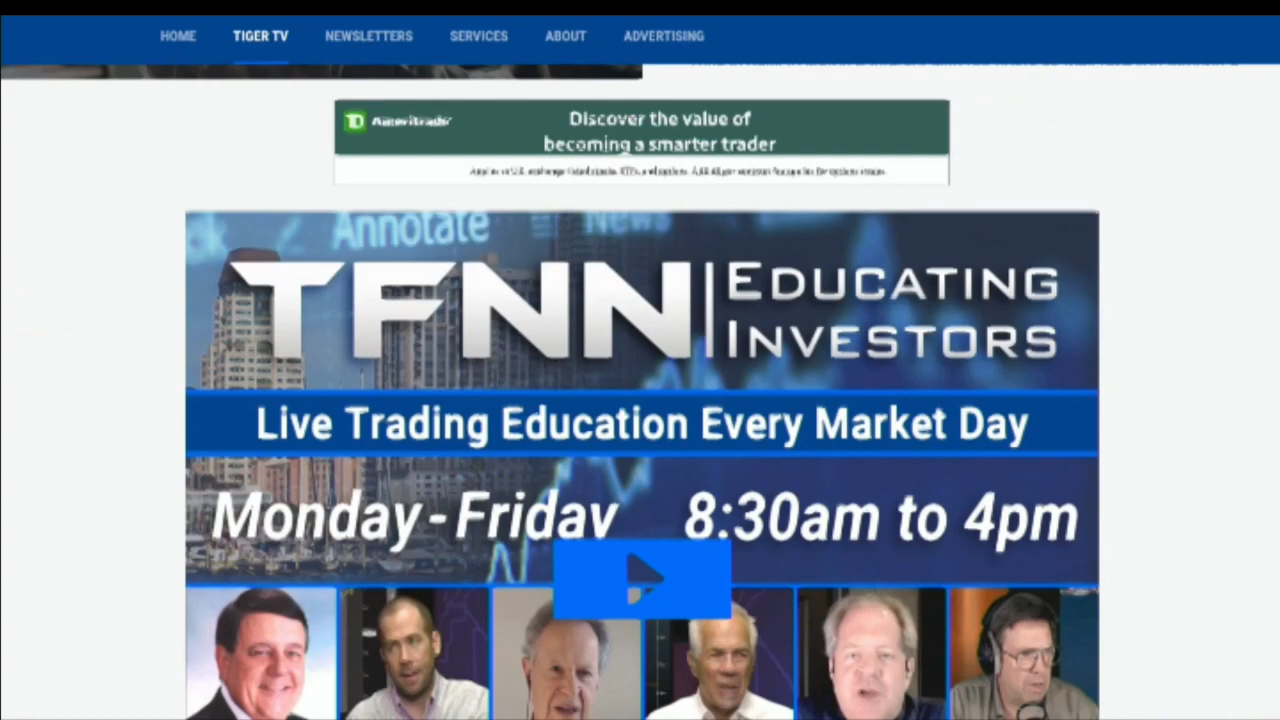 HOME TIGER TV NEWSLETTERS SERVICES ABOUT ADVERTISING
D Ameritrade
Discover the value of
becoming a smarter trader
Annotate News
TFNN
EDUCATING
INVESTORS
Live Trading Education Every Market Day
Monday - Friday 8:30am to 4pm